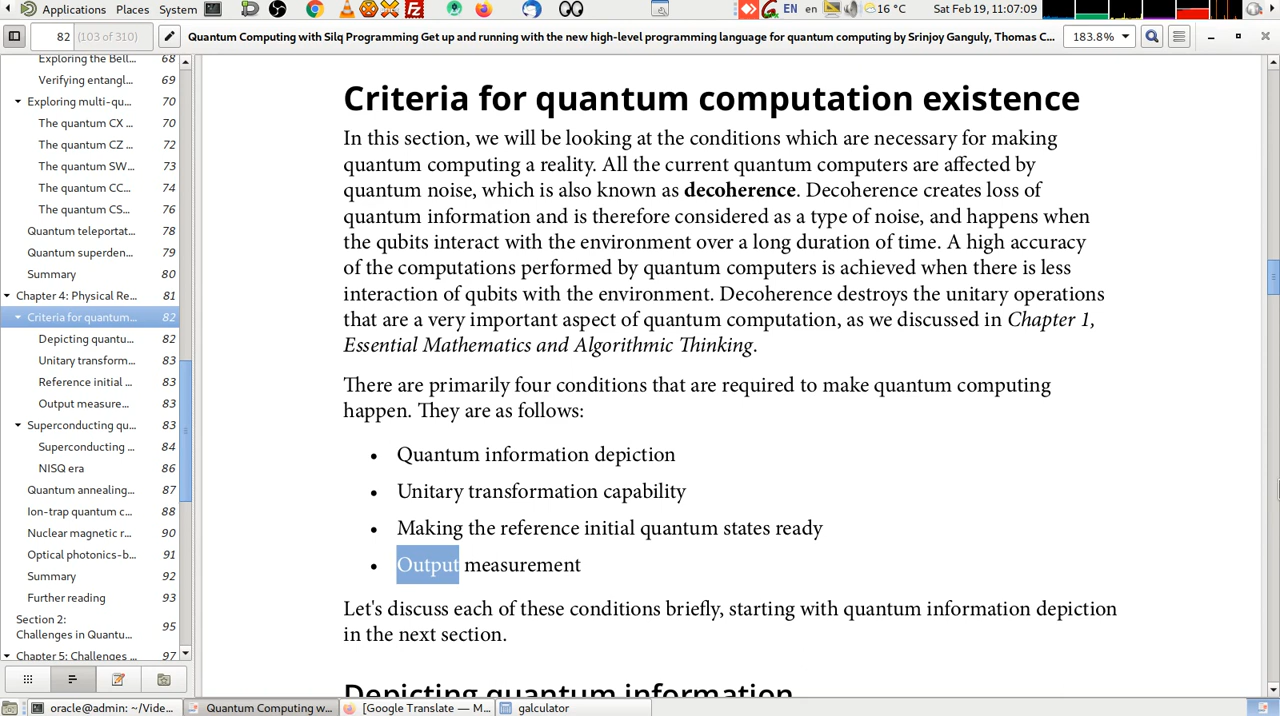 Applications Places System EN en 16 °C Sat Feb 19, 11:07:09
82 (103 of 310) Quantum Computing with Silq Programming Get up and running with the new high-level programming language for quantum computing by Srinjoy Ganguly, Thomas C... 183.8%
Exploring the Bell... 68
Verifying entangl... 69
Exploring multi-qu... 70
The quantum CX ... 70
The quantum CZ ... 72
The quantum SW... 73
The quantum CC... 74
The quantum CS... 76
Quantum teleportat... 78
Quantum superden... 79
Summary 80
Chapter 4: Physical Re... 81
Criteria for quantum... 82
Depicting quantu... 82
Unitary transform... 83
Reference initial ... 83
Output measure... 83
Superconducting qu... 83
Superconducting ... 84
NISQ era 86
Quantum annealing... 87
Ion-trap quantum c... 88
Nuclear magnetic r... 90
Optical photonics-b... 91
Summary 92
Further reading 93
Section 2:
Challenges in Quantu... 95
Chapter 5: Challenges ... 97
Criteria for quantum computation existence
In this section, we will be looking at the conditions which are necessary for making
quantum computing a reality. All the current quantum computers are affected by
quantum noise, which is also known as decoherence. Decoherence creates loss of
quantum information and is therefore considered as a type of noise, and happens when
the qubits interact with the environment over a long duration of time. A high accuracy
of the computations performed by quantum computers is achieved when there is less
interaction of qubits with the environment. Decoherence destroys the unitary operations
that are a very important aspect of quantum computation, as we discussed in Chapter 1,
Essential Mathematics and Algorithmic Thinking.
There are primarily four conditions that are required to make quantum computing
happen. They are as follows:
• Quantum information depiction
• Unitary transformation capability
• Making the reference initial quantum states ready
• Output measurement
Let's discuss each of these conditions briefly, starting with quantum information depiction
in the next section.
Depicting quantum information
oracle@admin: ~/Vide... Quantum Computing w... [Google Translate — M... galculator